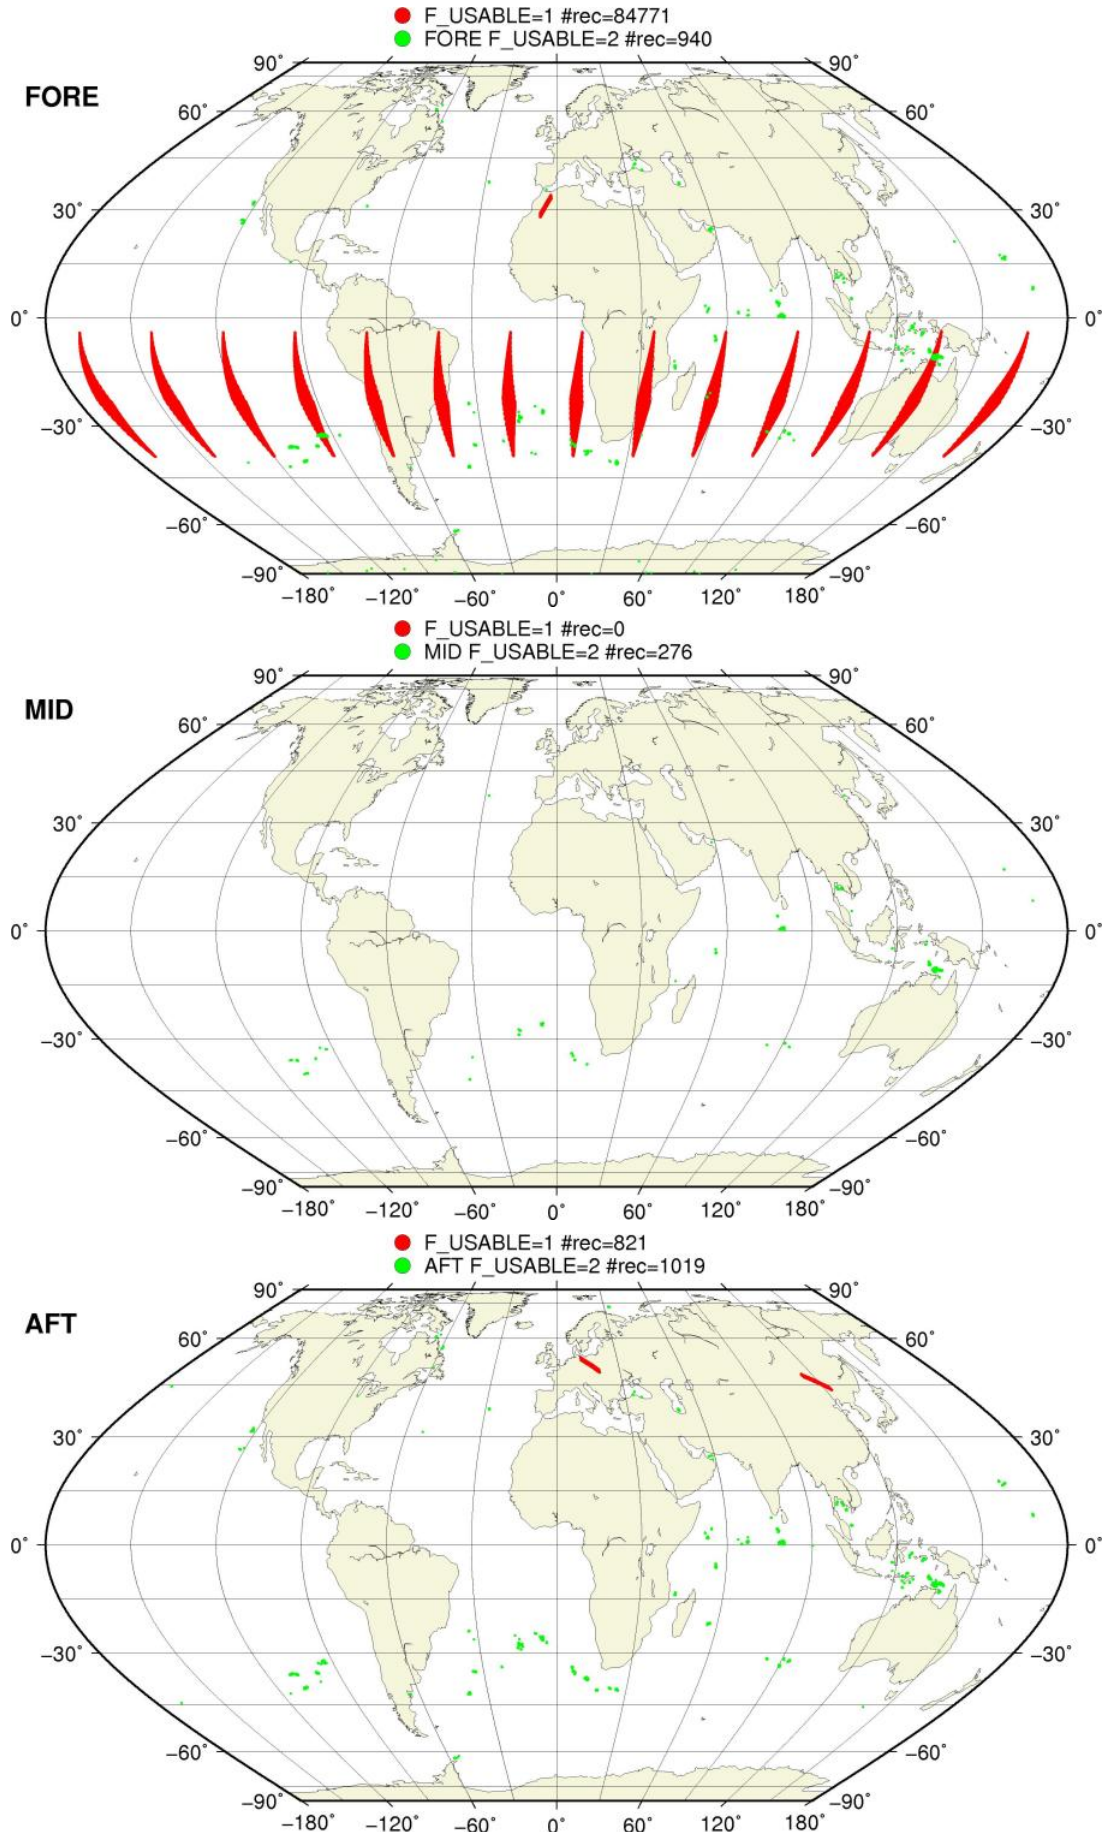 F_USABLE=1 #rec=84771
FORE F_USABLE=2 #rec=940
FORE
90° 90°
60° 60°
30° 30°
0° 0°
−30° −30°
−60° −60°
−90° −90°
−180° −120° −60° 0° 60° 120° 180°
F_USABLE=1 #rec=0
MID F_USABLE=2 #rec=276
MID
90° 90°
60° 60°
30° 30°
0° 0°
−30° −30°
−60° −60°
−90° −90°
−180° −120° −60° 0° 60° 120° 180°
F_USABLE=1 #rec=821
AFT F_USABLE=2 #rec=1019
AFT
90° 90°
60° 60°
30° 30°
0° 0°
−30° −30°
−60° −60°
−90° −90°
−180° −120° −60° 0° 60° 120° 180°